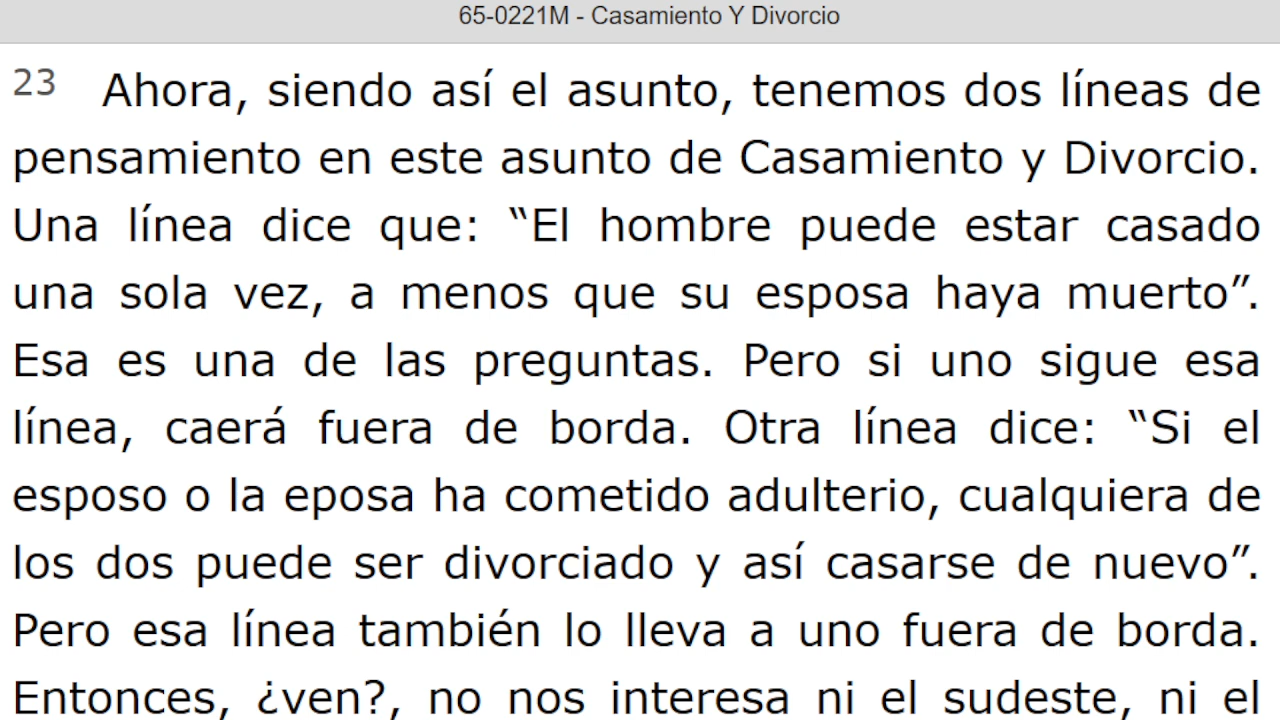 65-0221M - Casamiento Y Divorcio
23 Ahora, siendo así el asunto, tenemos dos líneas de
pensamiento en este asunto de Casamiento y Divorcio.
Una línea dice que: “El hombre puede estar casado
una sola vez, a menos que su esposa haya muerto”.
Esa es una de las preguntas. Pero si uno sigue esa
línea, caerá fuera de borda. Otra línea dice: “Si el
esposo o la eposa ha cometido adulterio, cualquiera de
los dos puede ser divorciado y así casarse de nuevo”.
Pero esa línea también lo lleva a uno fuera de borda.
Entonces, ¿ven?, no nos interesa ni el sudeste, ni el